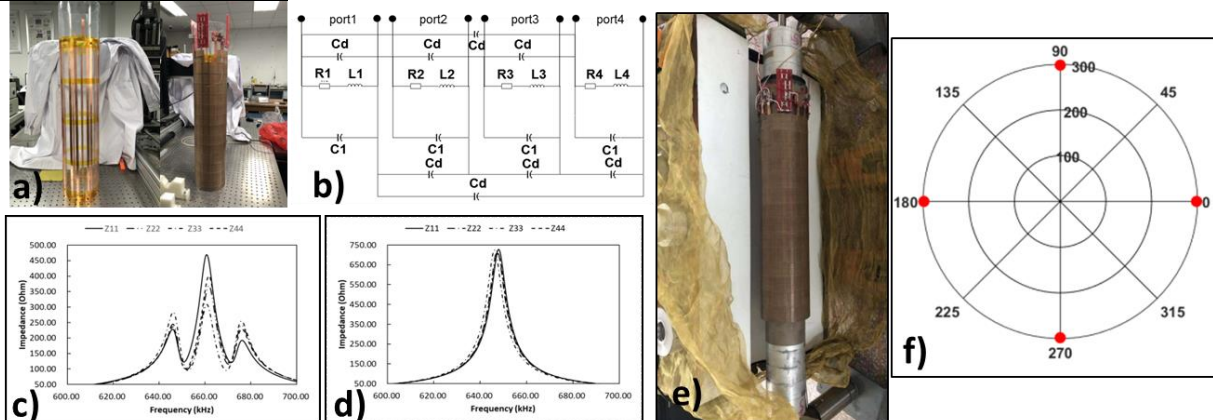 a)
port1 port2 port3 port4
Cd
Cd Cd Cd
R1 L1 R2 L2 R3 L3 R4 L4
C1
C1 C1 C1
Cd Cd Cd
Cd
b)
Z11 Z22 Z33 Z44
500.00
450.00
400.00
350.00
300.00
250.00
200.00
150.00
100.00
50.00
Impedance (Ohm)
600.00 620.00 640.00 660.00 680.00 700.00
Frequency (kHz)
c)
Z11 Z22 Z33 Z44
750.00
650.00
550.00
450.00
350.00
250.00
150.00
50.00
Impedance (Ohm)
600.00 620.00 640.00 660.00 680.00 700.00
Frequency (kHz)
d)
e)
90
300
135 45
200
100
180 0
225 315
270
f)